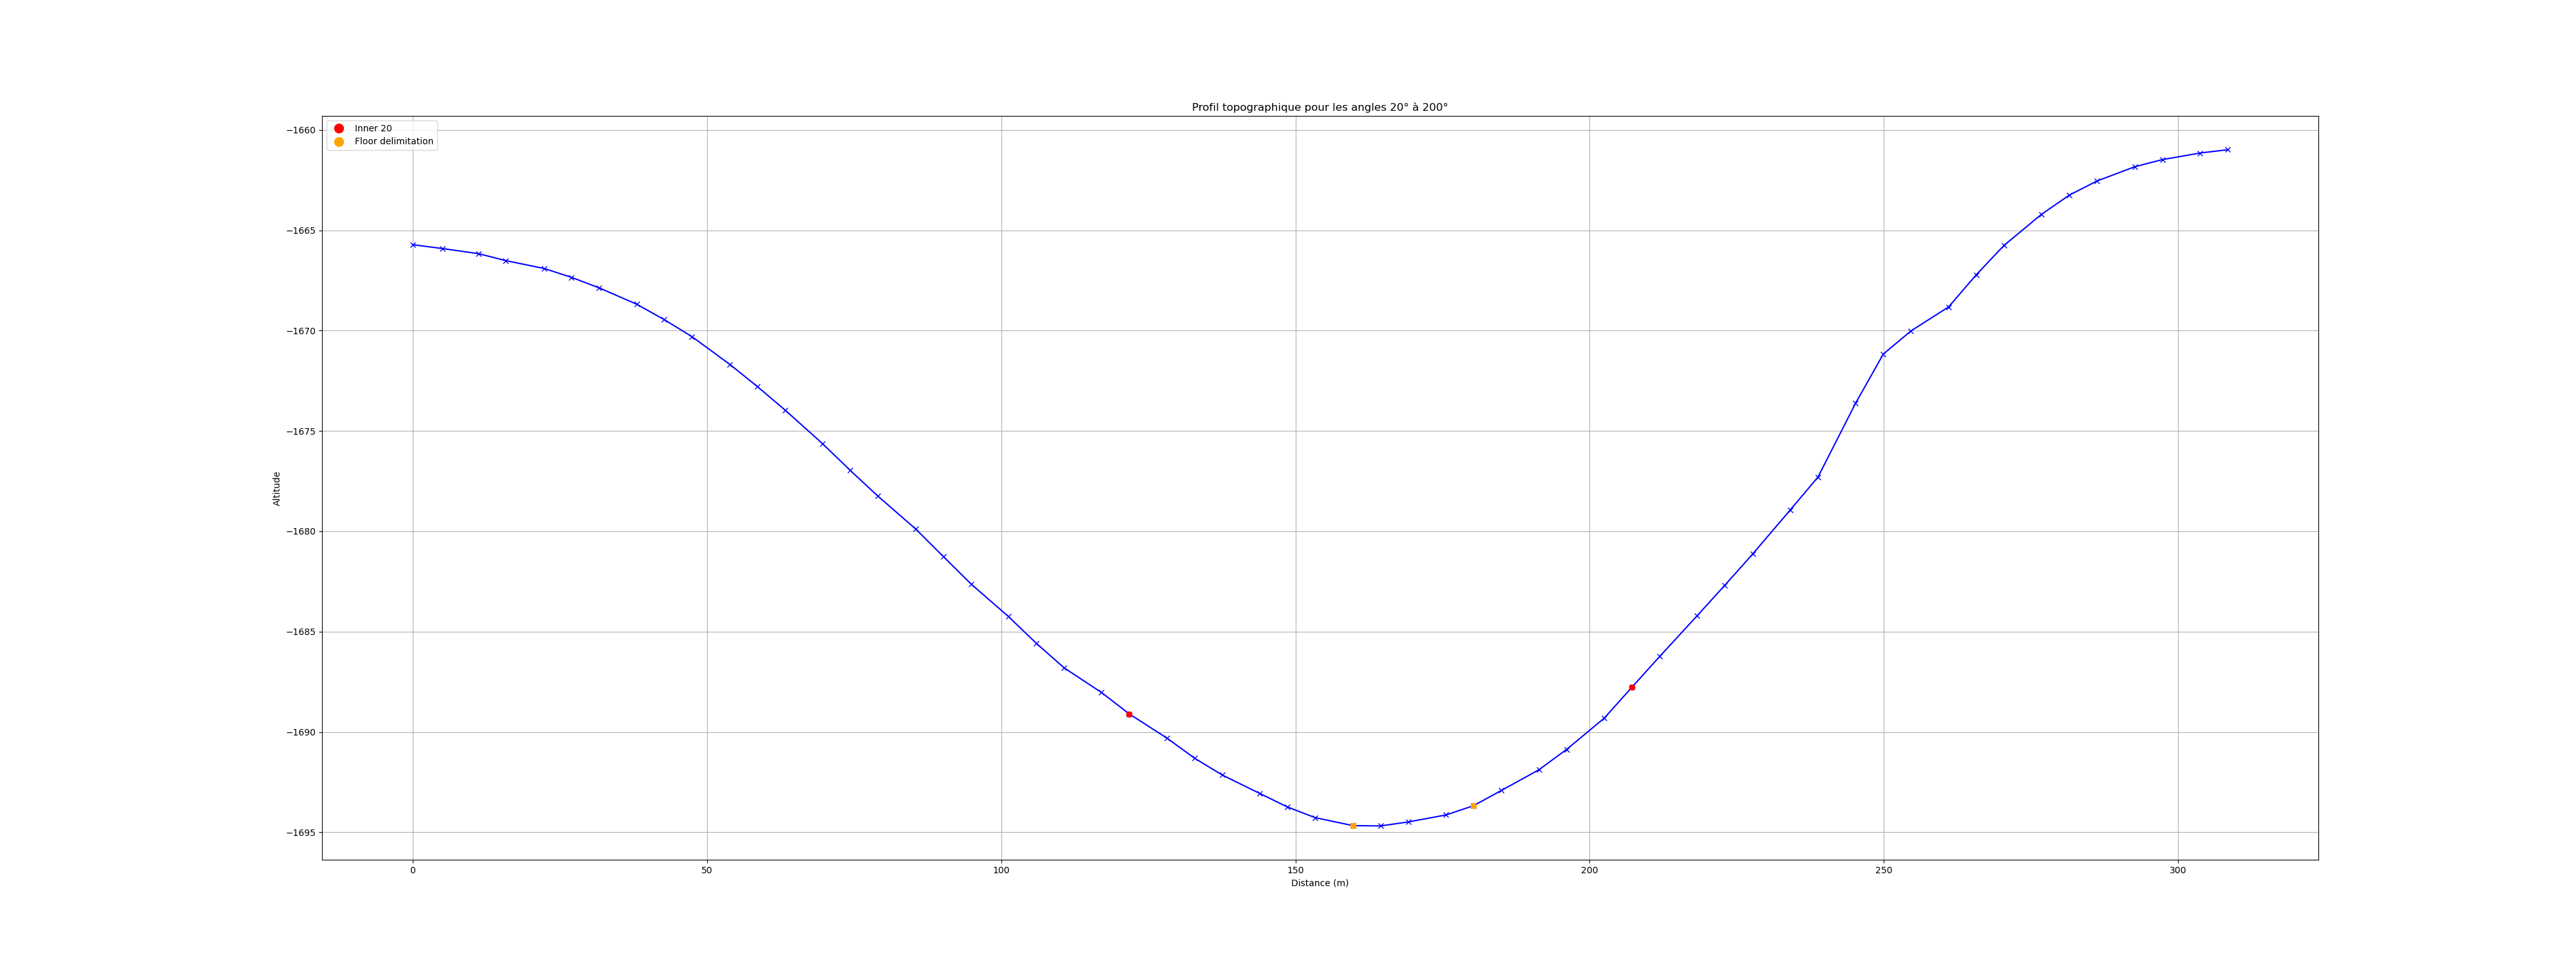 Profil topographique pour les angles 20° à 200°
Inner 20
Floor delimitation
−1660
−1665
−1670
−1675
−1680
−1685
−1690
−1695
Altitude
0 50 100 150 200 250 300
Distance (m)